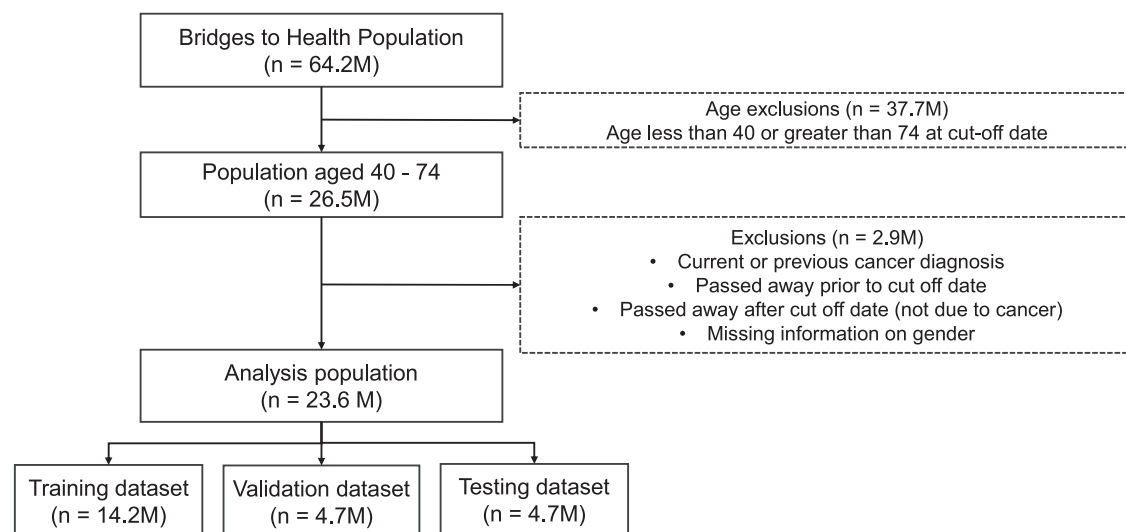 Bridges to Health Population
(n = 64.2M)
Age exclusions (n = 37.7M)
Age less than 40 or greater than 74 at cut-off date
Population aged 40 - 74
(n = 26.5M)
Exclusions (n = 2.9M)
• Current or previous cancer diagnosis
• Passed away prior to cut off date
• Passed away after cut off date (not due to cancer)
• Missing information on gender
Analysis population
(n = 23.6 M)
Training dataset
(n = 14.2M)
Validation dataset
(n = 4.7M)
Testing dataset
(n = 4.7M)